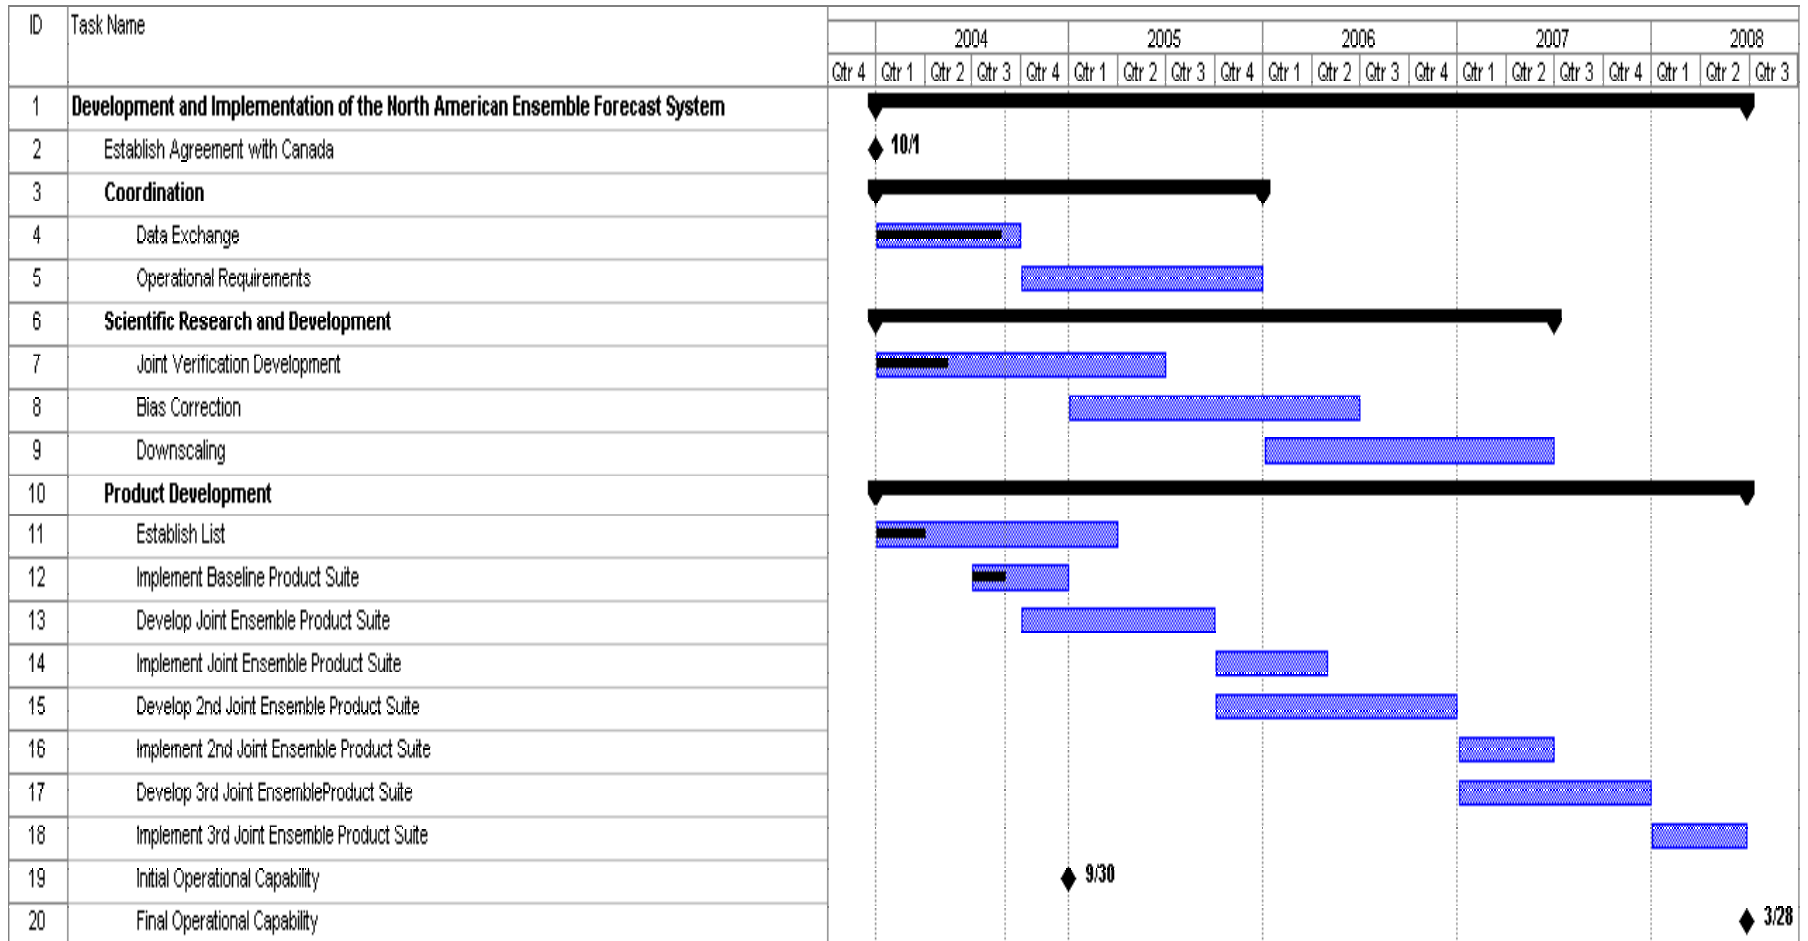 ID Task Name
2004 2005 2006 2007 2008
Qtr 4 Qtr 1 Qtr 2 Qtr 3 Qtr 4 Qtr 1 Qtr 2 Qtr 3 Qtr 4 Qtr 1 Qtr 2 Qtr 3 Qtr 4 Qtr 1 Qtr 2 Qtr 3 Qtr 4 Qtr 1 Qtr 2 Qtr 3
1 Development and Implementation of the North American Ensemble Forecast System
2 Establish Agreement with Canada 10/1
3 Coordination
4 Data Exchange
5 Operational Requirements
6 Scientific Research and Development
7 Joint Verification Development
8 Bias Correction
9 Downscaling
10 Product Development
11 Establish List
12 Implement Baseline Product Suite
13 Develop Joint Ensemble Product Suite
14 Implement Joint Ensemble Product Suite
15 Develop 2nd Joint Ensemble Product Suite
16 Implement 2nd Joint Ensemble Product Suite
17 Develop 3rd Joint EnsembleProduct Suite
18 Implement 3rd Joint Ensemble Product Suite
19 Initial Operational Capability 9/30
20 Final Operational Capability 3/28